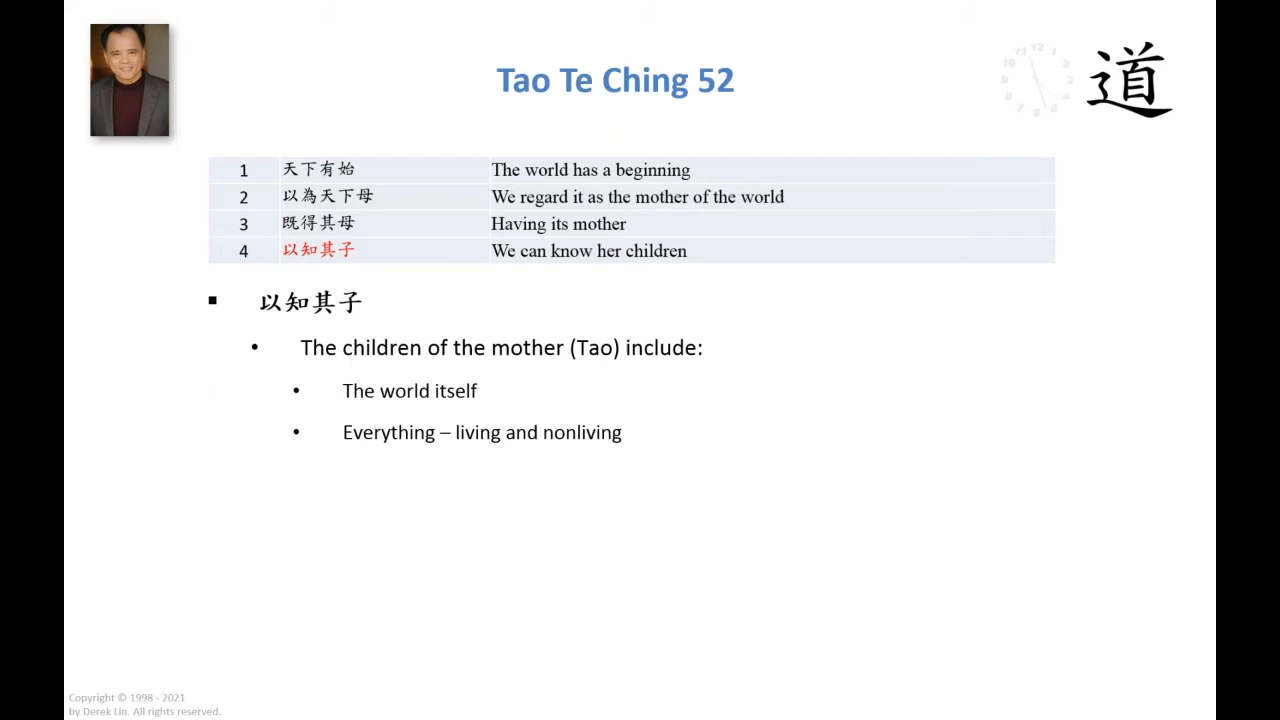 Tao Te Ching 52
道
1 天下有始 The world has a beginning
2 以為天下母 We regard it as the mother of the world
3 既得其母 Having its mother
4 以知其子 We can know her children
▪ 以知其子
• The children of the mother (Tao) include:
• The world itself
• Everything – living and nonliving
Copyright © 1998 - 2021
by Derek Lin. All rights reserved.